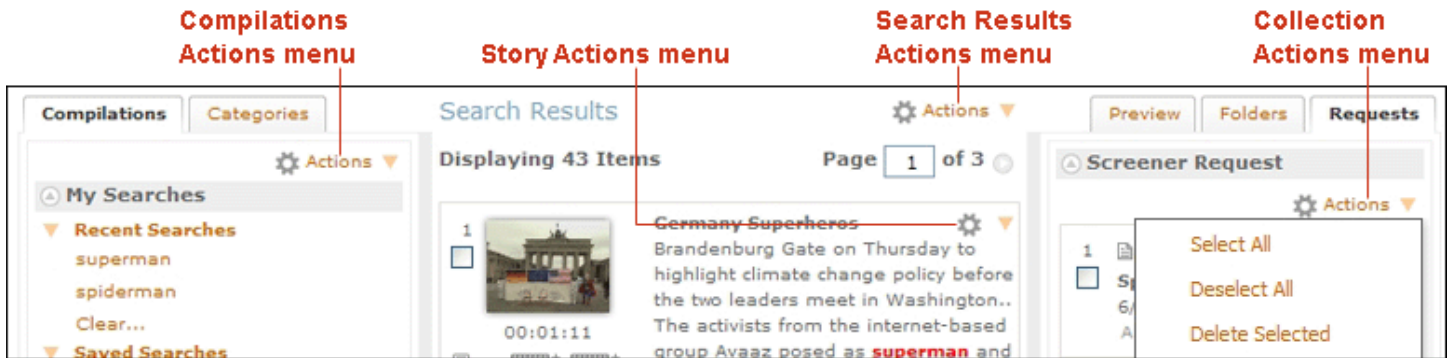 Compilations
Actions menu
Story Actions menu
Search Results
Actions menu
Collection
Actions menu
Compilations
Categories
Actions
My Searches
Recent Searches
superman
spiderman
Clear...
Saved Searches
Search Results
Actions
Displaying 43 Items
Page 1 of 3
1
Germany Superheros
Brandenburg Gate on Thursday to
highlight climate change policy before
the two leaders meet in Washington..
The activists from the internet-based
group Avaaz posed as superman and
00:01:11
Preview
Folders
Requests
Screener Request
Actions
1
Sp
6/
A
Select All
Deselect All
Delete Selected